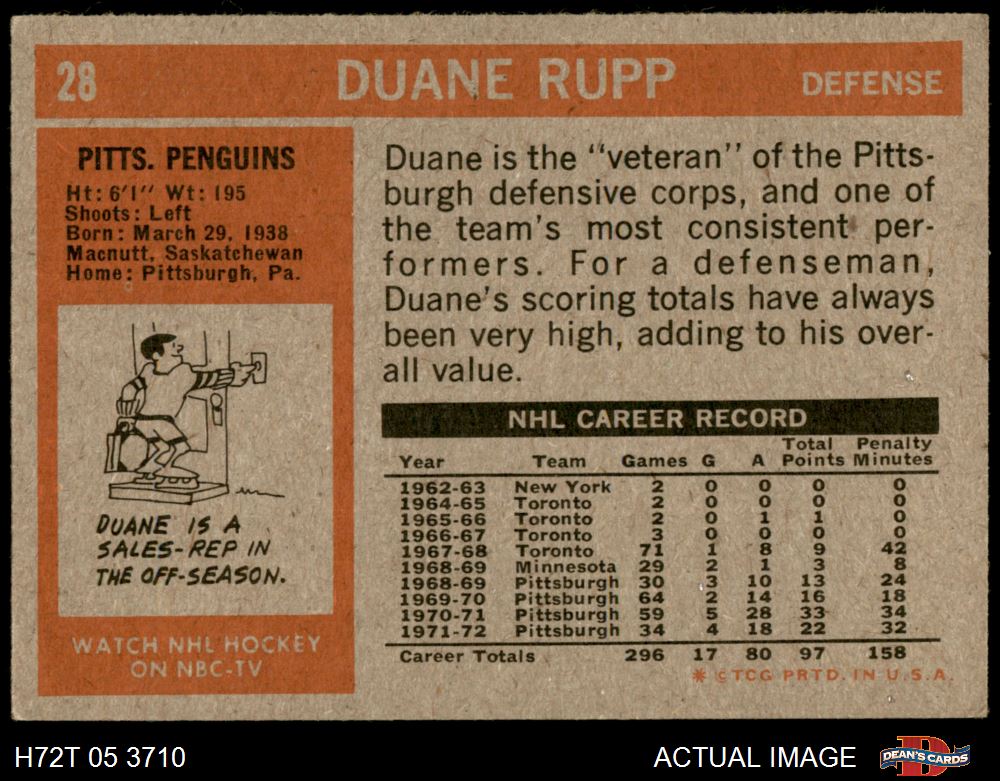 28 DUANE RUPP DEFENSE
PITTS. PENGUINS
Ht: 6'1'' Wt: 195
Shoots: Left
Born: March 29, 1938
Macnutt, Saskatchewan
Home: Pittsburgh, Pa.
DUANE IS A
SALES-REP IN
THE OFF-SEASON.
WATCH NHL HOCKEY
ON NBC-TV
Duane is the ''veteran'' of the Pitts-
burgh defensive corps, and one of
the team's most consistent per-
formers. For a defenseman,
Duane's scoring totals have always
been very high, adding to his over-
all value.
NHL CAREER RECORD
Total Penalty
Year Team Games G A Points Minutes
1962-63 New York 2 0 0 0 0
1964-65 Toronto 2 0 0 0 0
1965-66 Toronto 2 0 1 1 0
1966-67 Toronto 3 0 0 0 0
1967-68 Toronto 71 1 8 9 42
1968-69 Minnesota 29 2 1 3 8
1968-69 Pittsburgh 30 3 10 13 24
1969-70 Pittsburgh 64 2 14 16 18
1970-71 Pittsburgh 59 5 28 33 34
1971-72 Pittsburgh 34 4 18 22 32
Career Totals 296 17 80 97 158
* © TCG PRTD. IN U.S.A.
H72T 05 3710 ACTUAL IMAGE DEAN'S CARDS